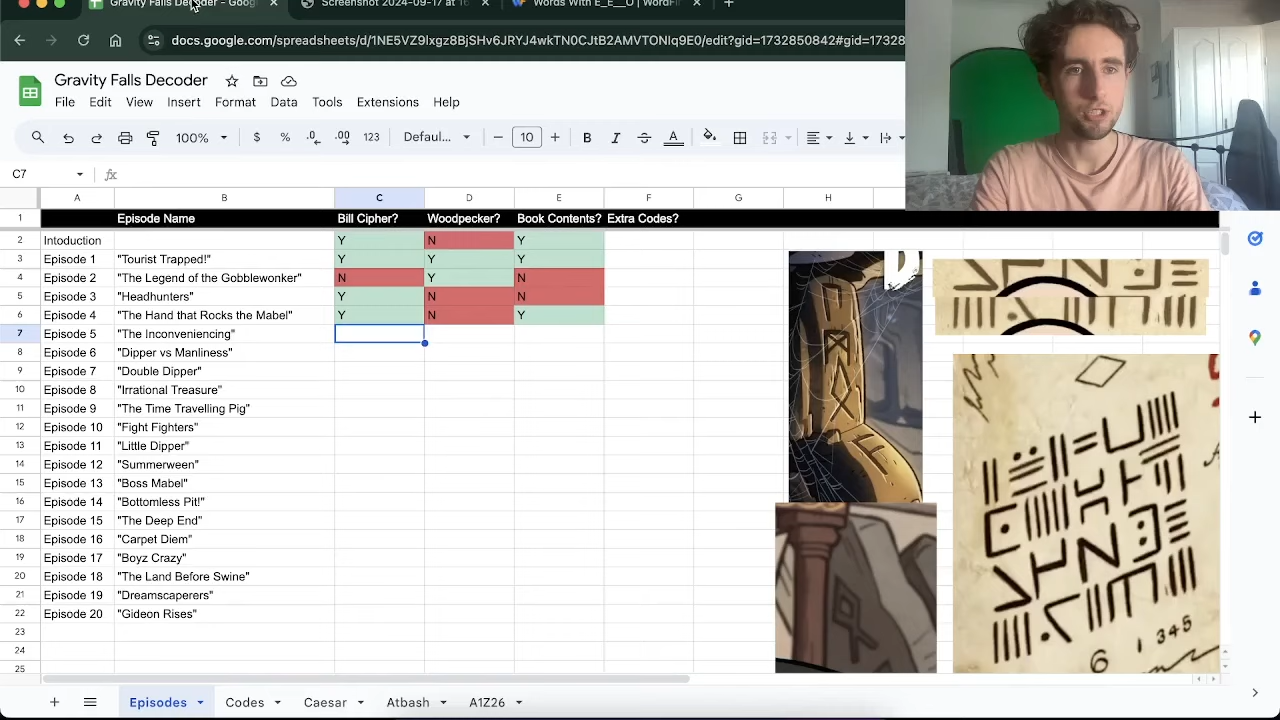 Gravity Falls Decoder - Goog
Screenshot 2024-09-17 at 16
Words With E_E__O | WordFi
docs.google.com/spreadsheets/d/1NE5VZ9lxgz8BjSHv6JRYJ4wkTN0CJtB2AMVTONIq9E0/edit?gid=1732850842#gid=17328
Gravity Falls Decoder
File Edit View Insert Format Data Tools Extensions Help
100% $ % .0 .00 123 Defaul... 10 B I A
C7 fx
A B C D E F G H
1 Episode Name Bill Cipher? Woodpecker? Book Contents? Extra Codes?
2 Intoduction Y N Y
3 Episode 1 "Tourist Trapped!" Y Y Y
4 Episode 2 "The Legend of the Gobblewonker" N Y N
5 Episode 3 "Headhunters" Y N N
6 Episode 4 "The Hand that Rocks the Mabel" Y N Y
7 Episode 5 "The Inconveniencing"
8 Episode 6 "Dipper vs Manliness"
9 Episode 7 "Double Dipper"
10 Episode 8 "Irrational Treasure"
11 Episode 9 "The Time Travelling Pig"
12 Episode 10 "Fight Fighters"
13 Episode 11 "Little Dipper"
14 Episode 12 "Summerween"
15 Episode 13 "Boss Mabel"
16 Episode 14 "Bottomless Pit!"
17 Episode 15 "The Deep End"
18 Episode 16 "Carpet Diem"
19 Episode 17 "Boyz Crazy"
20 Episode 18 "The Land Before Swine"
21 Episode 19 "Dreamscaperers"
22 Episode 20 "Gideon Rises"
23
24
25
6 1 345
Episodes Codes Caesar Atbash A1Z26